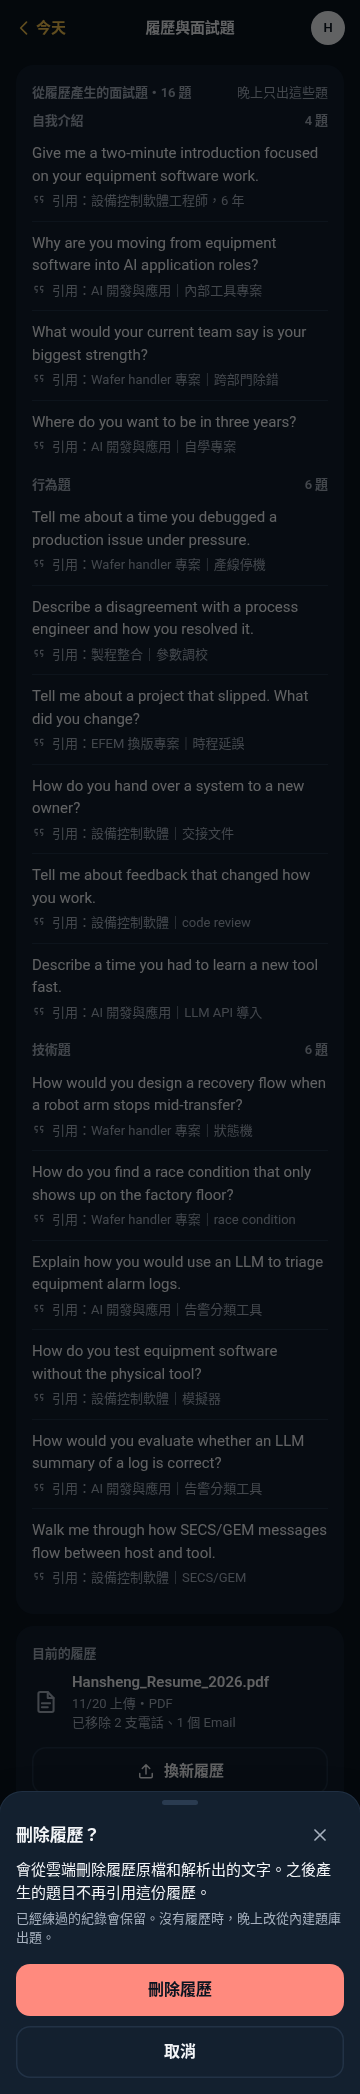 今天
履歷與面試題
H
從履歷產生的面試題・16 題
晚上只出這些題
自我介紹
4 題
Give me a two-minute introduction focused
on your equipment software work.
引用：設備控制軟體工程師，6 年
Why are you moving from equipment
software into AI application roles?
引用：AI 開發與應用｜內部工具專案
What would your current team say is your
biggest strength?
引用：Wafer handler 專案｜跨部門除錯
Where do you want to be in three years?
引用：AI 開發與應用｜自學專案
行為題
6 題
Tell me about a time you debugged a
production issue under pressure.
引用：Wafer handler 專案｜產線停機
Describe a disagreement with a process
engineer and how you resolved it.
引用：製程整合｜參數調校
Tell me about a project that slipped. What
did you change?
引用：EFEM 換版專案｜時程延誤
How do you hand over a system to a new
owner?
引用：設備控制軟體｜交接文件
Tell me about feedback that changed how
you work.
引用：設備控制軟體｜code review
Describe a time you had to learn a new tool
fast.
引用：AI 開發與應用｜LLM API 導入
技術題
6 題
How would you design a recovery flow when
a robot arm stops mid-transfer?
引用：Wafer handler 專案｜狀態機
How do you find a race condition that only
shows up on the factory floor?
引用：Wafer handler 專案｜race condition
Explain how you would use an LLM to triage
equipment alarm logs.
引用：AI 開發與應用｜告警分類工具
How do you test equipment software
without the physical tool?
引用：設備控制軟體｜模擬器
How would you evaluate whether an LLM
summary of a log is correct?
引用：AI 開發與應用｜告警分類工具
Walk me through how SECS/GEM messages
flow between host and tool.
引用：設備控制軟體｜SECS/GEM
目前的履歷
Hansheng_Resume_2026.pdf
11/20 上傳・PDF
已移除 2 支電話、1 個 Email
換新履歷
刪除履歷？
會從雲端刪除履歷原檔和解析出的文字。之後產
生的題目不再引用這份履歷。
已經練過的紀錄會保留。沒有履歷時，晚上改從內建題庫
出題。
刪除履歷
取消